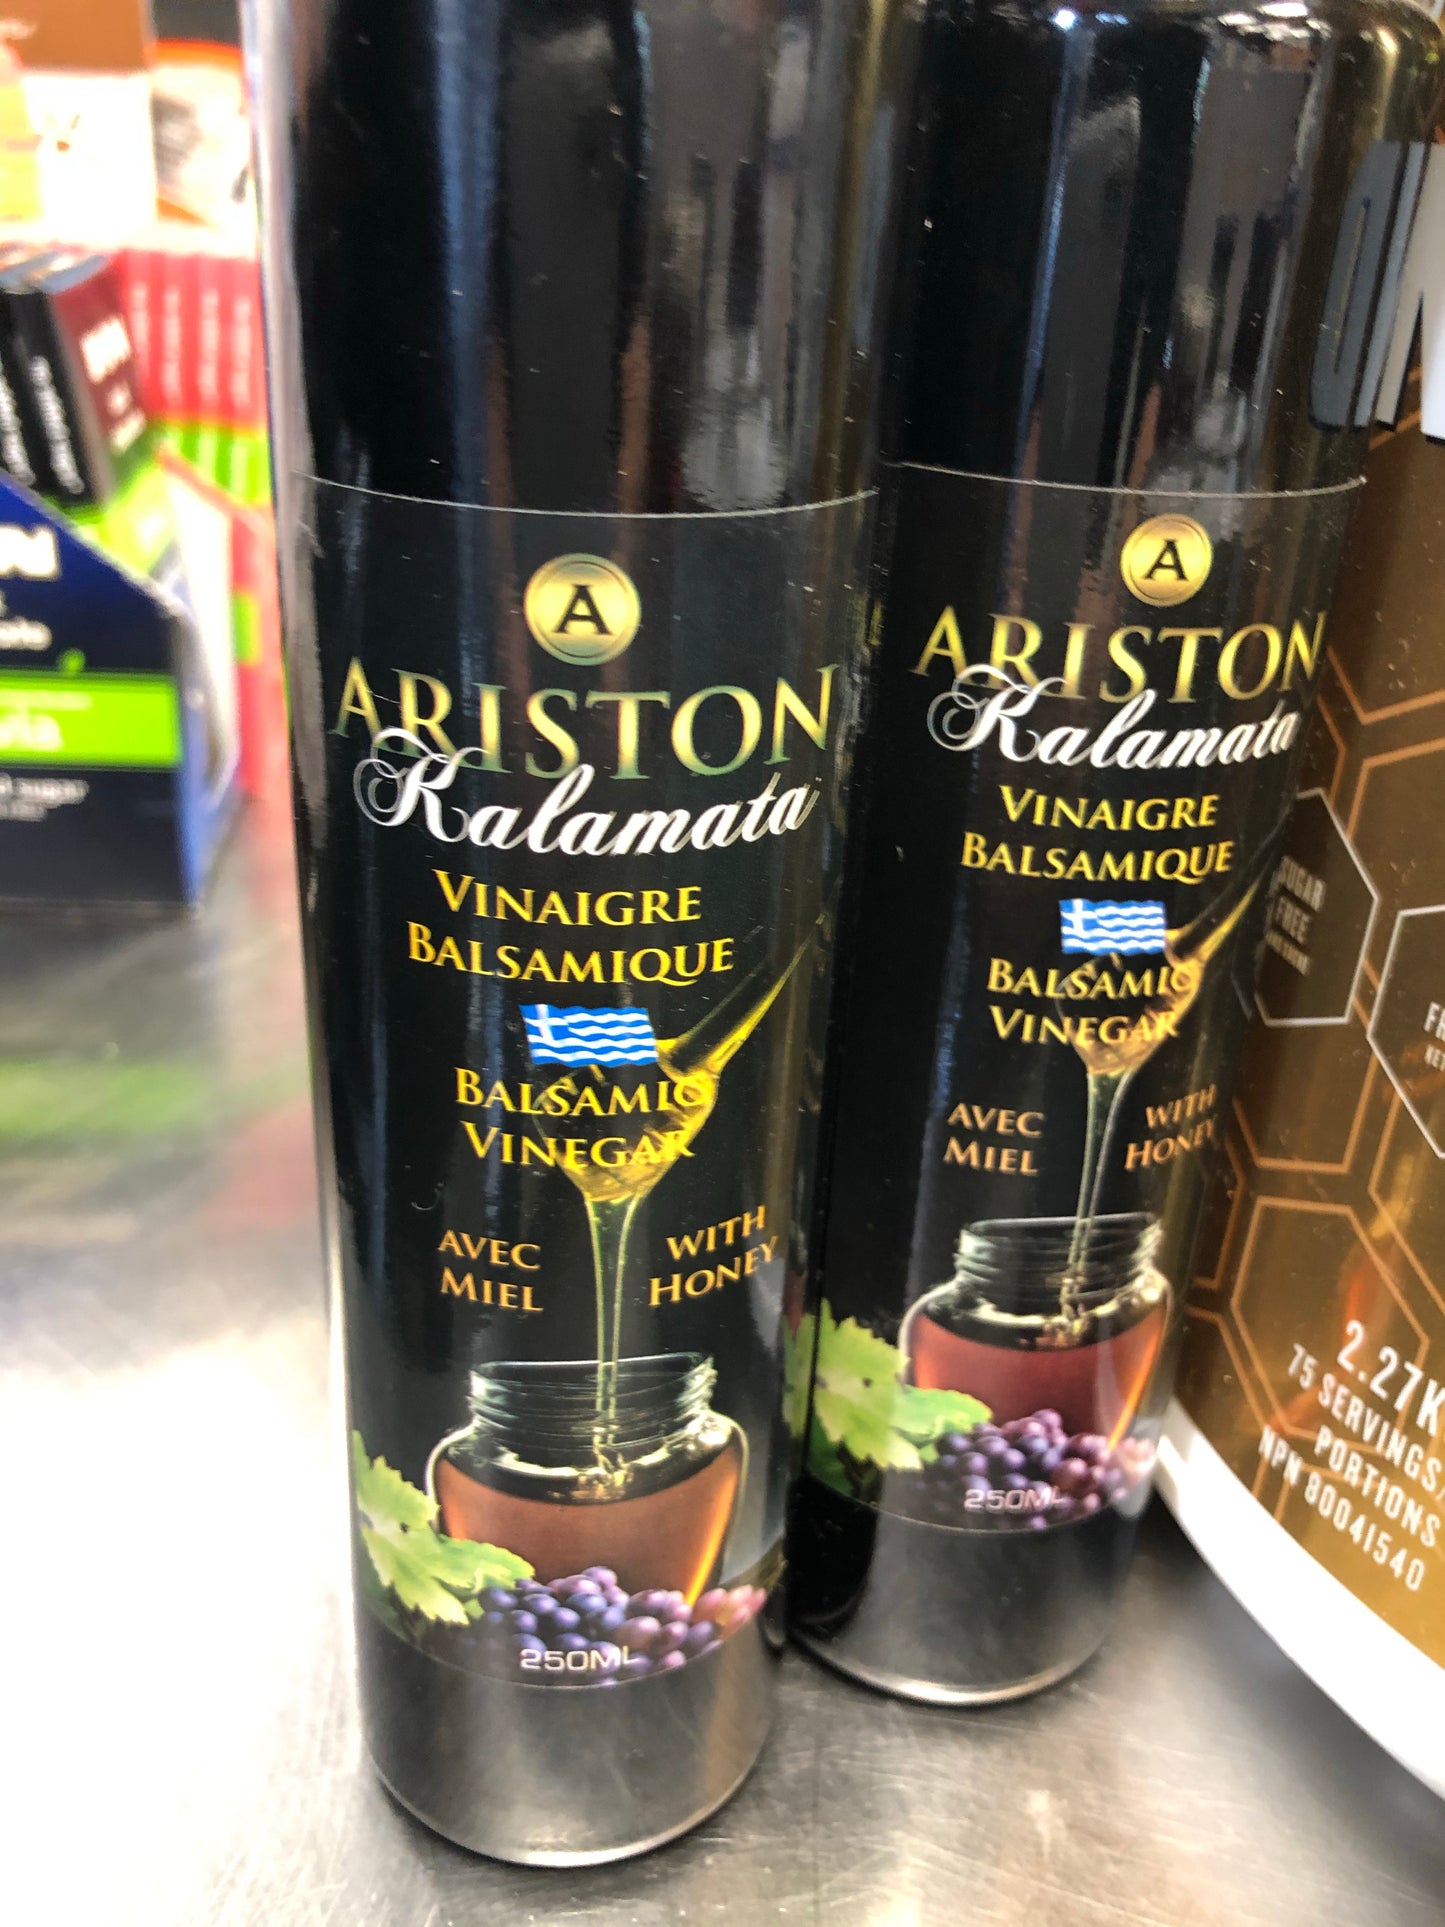 A
ARISTON
Kalamata
VINAIGRE
BALSAMIQUE
BALSAMIC
VINEGAR
AVEC
MIEL
WITH
HONEY
250ML
A
ARISTON
Kalamata
VINAIGRE
BALSAMIQUE
BALSAMIC
VINEGAR
AVEC
MIEL
WITH
HONEY
250ML
SUGAR
FREE
2.27K
75 SERVINGS/
PORTIONS
NPN 80041540
sugar